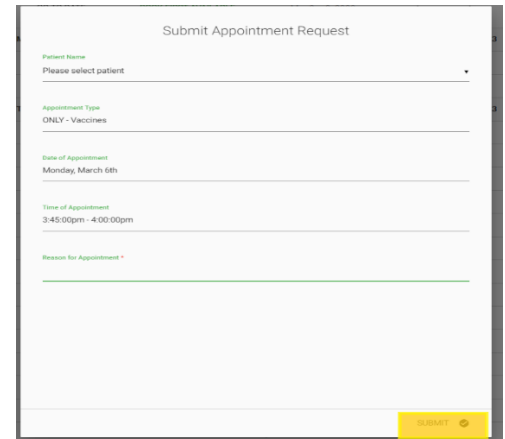 Submit Appointment Request
Patient Name
Please select patient
Appointment Type
ONLY - Vaccines
Date of Appointment
Monday, March 6th
Time of Appointment
3:45:00pm - 4:00:00pm
Reason for Appointment *
SUBMIT